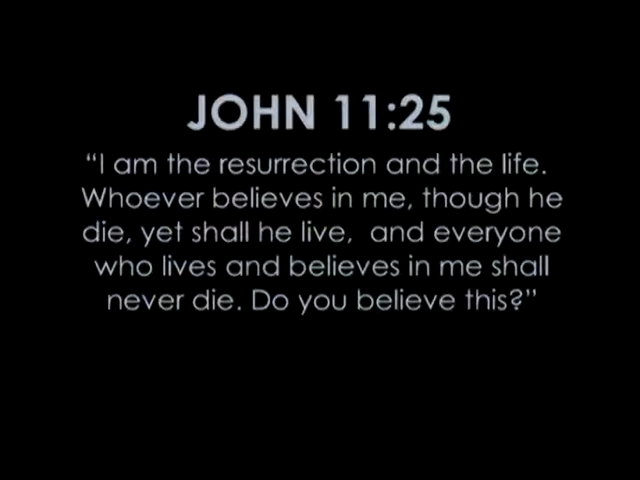 JOHN 11:25
“I am the resurrection and the life.
Whoever believes in me, though he
die, yet shall he live,  and everyone
who lives and believes in me shall
never die. Do you believe this?”